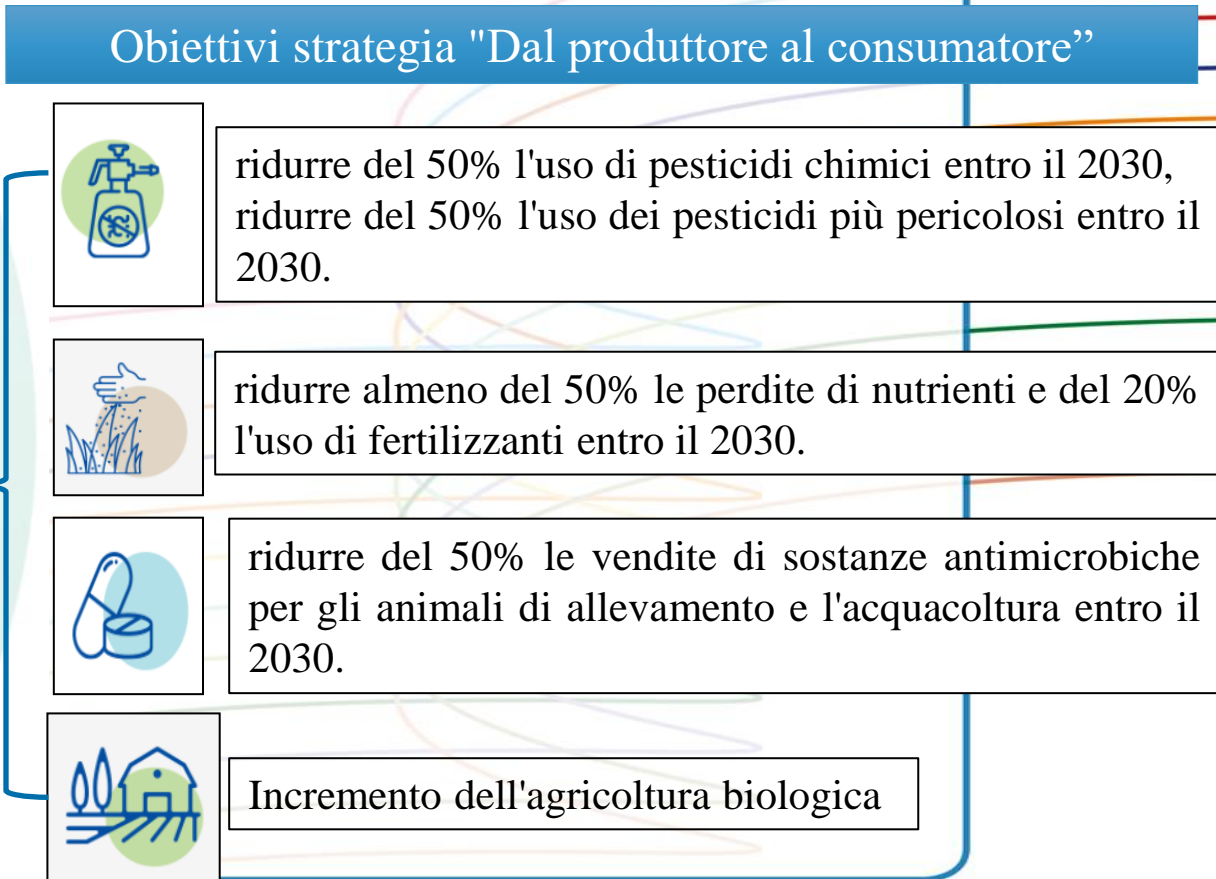 Obiettivi strategia "Dal produttore al consumatore”
ridurre del 50% l'uso di pesticidi chimici entro il 2030,
ridurre del 50% l'uso dei pesticidi più pericolosi entro il
2030.
ridurre almeno del 50% le perdite di nutrienti e del 20%
l'uso di fertilizzanti entro il 2030.
ridurre del 50% le vendite di sostanze antimicrobiche
per gli animali di allevamento e l'acquacoltura entro il
2030.
Incremento dell'agricoltura biologica